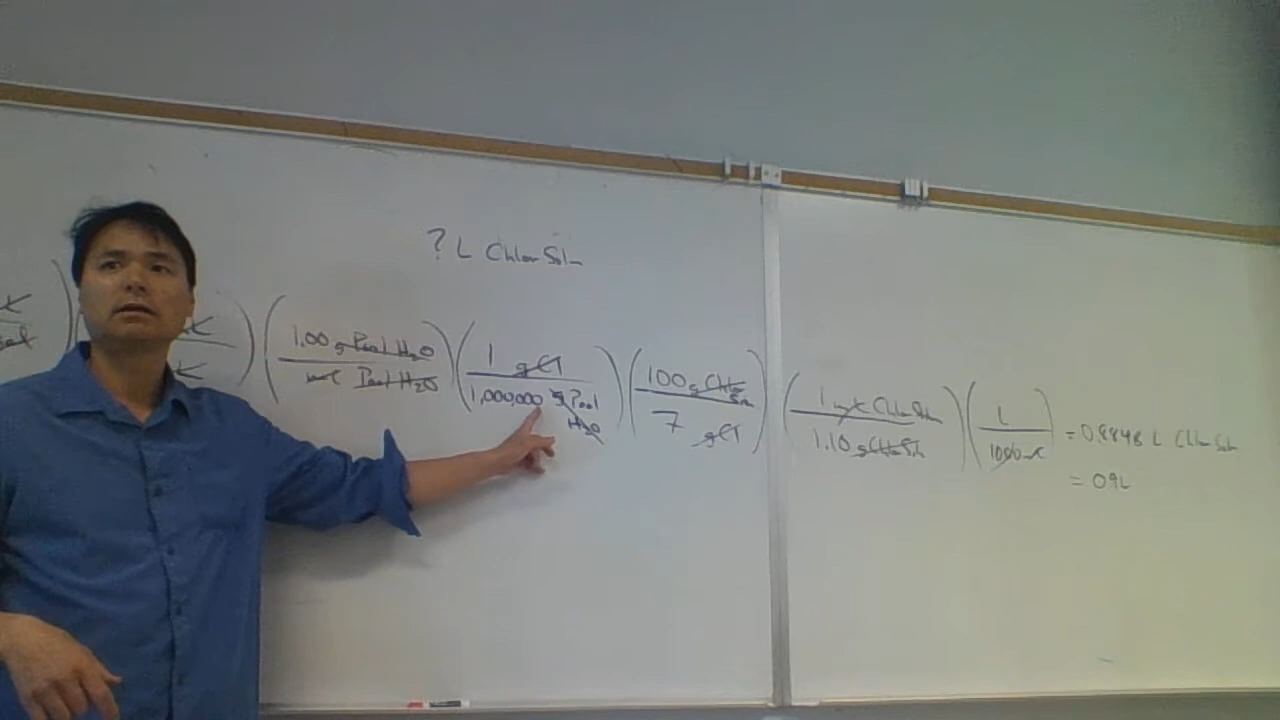 ? L Chlor Soln
1.00 g Pool H2O
mL Pool H2O
1 g Cl
1,000,000 g Pool
H2O
100 g Chlor
Soln
7 g Cl
1 mL Chlor Soln
1.10 g Chlor Soln
L
1000 mL
= 0.8848 L Chlor Soln
= 0.9 L